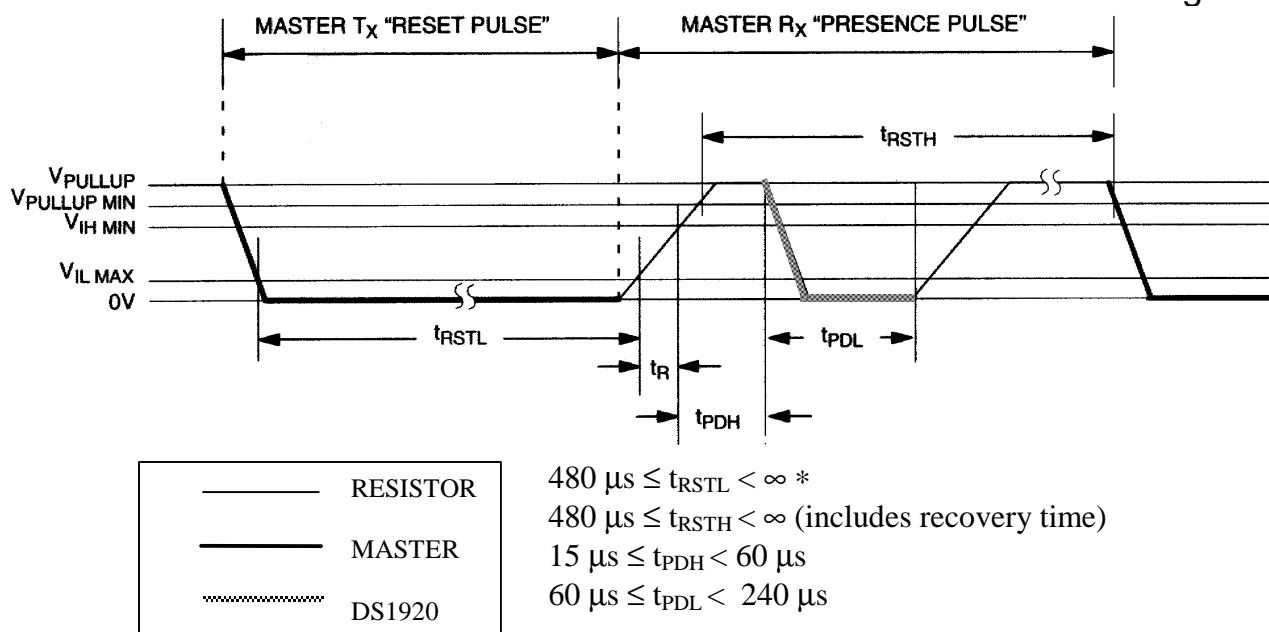 g
MASTER TX "RESET PULSE"
MASTER RX "PRESENCE PULSE"
tRSTH
VPULLUP
VPULLUP MIN
VIH MIN
VIL MAX
0V
tRSTL
tPDL
tR
tPDH
RESISTOR
MASTER
DS1920
480 μs ≤ tRSTL < ∞ *
480 μs ≤ tRSTH < ∞ (includes recovery time)
15 μs ≤ tPDH < 60 μs
60 μs ≤ tPDL < 240 μs